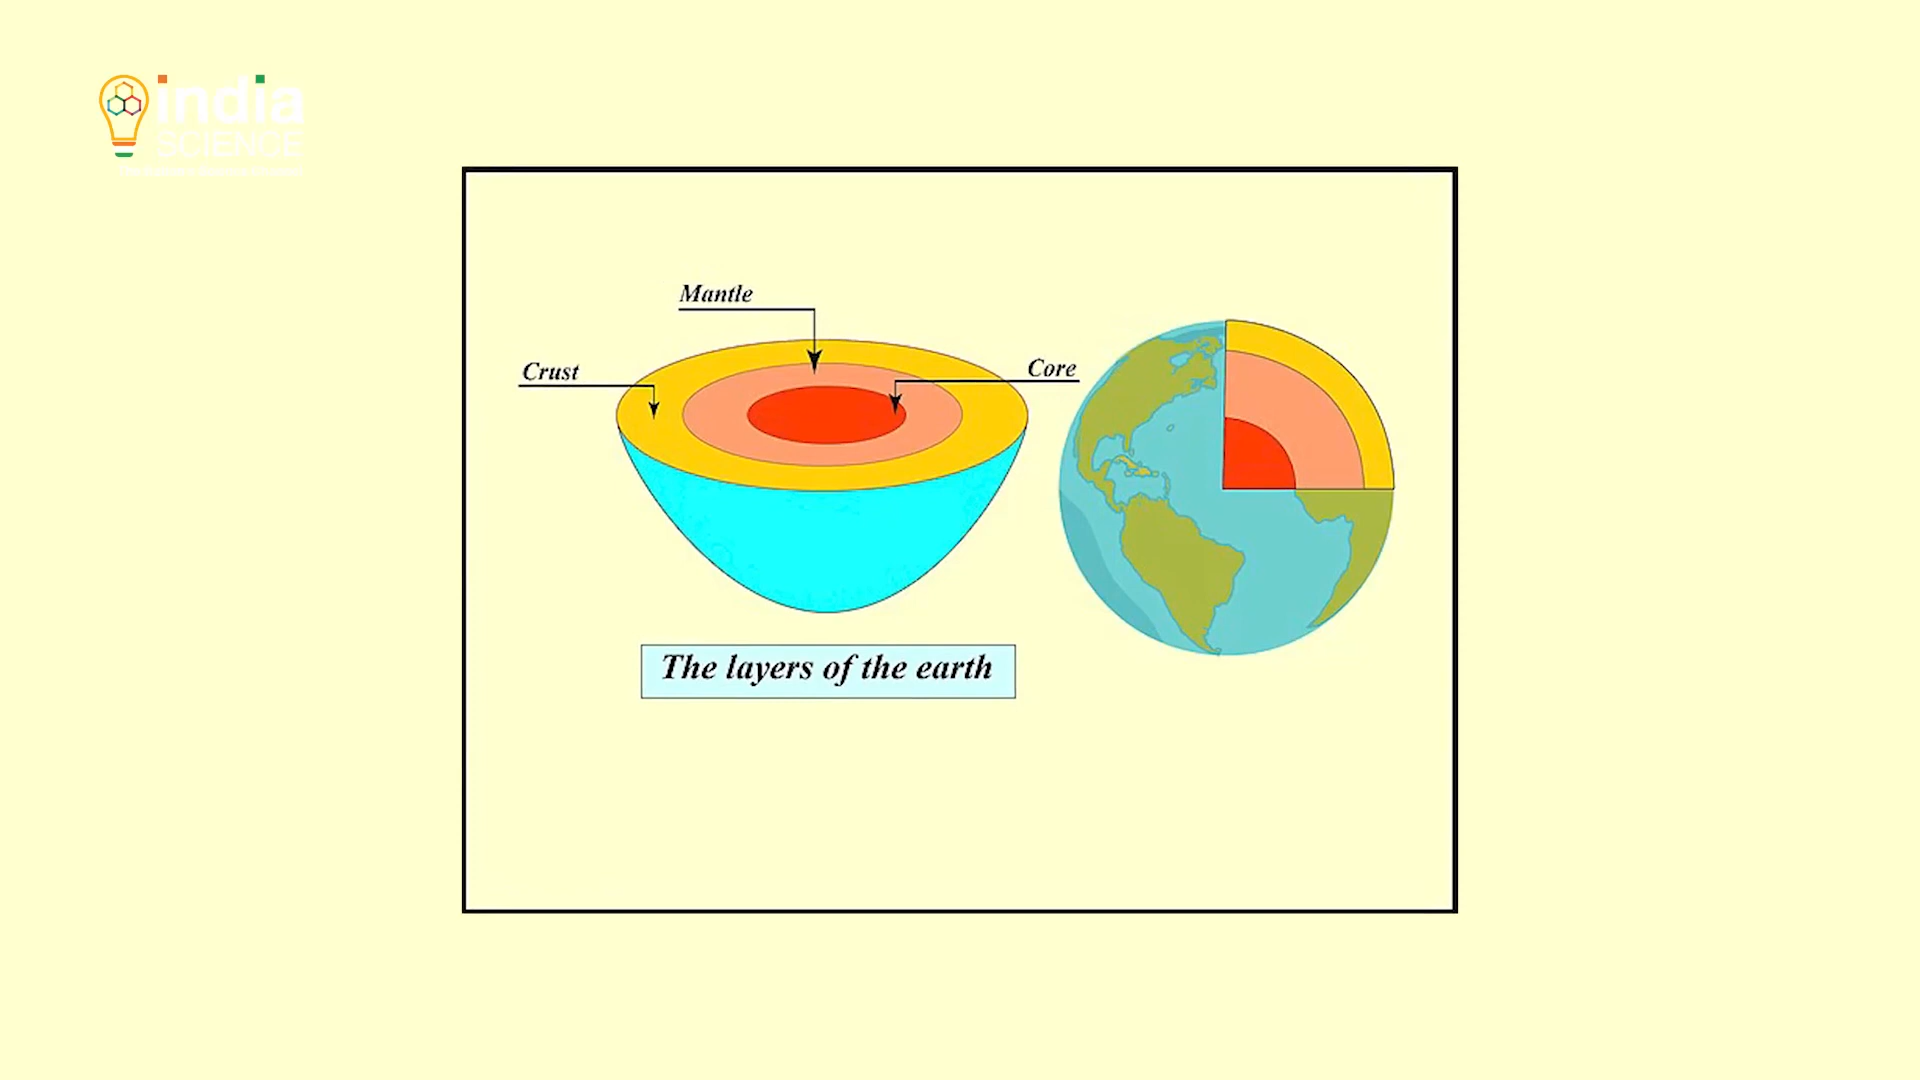 india
SCIENCE
Mantle
Crust
Core
The layers of the earth